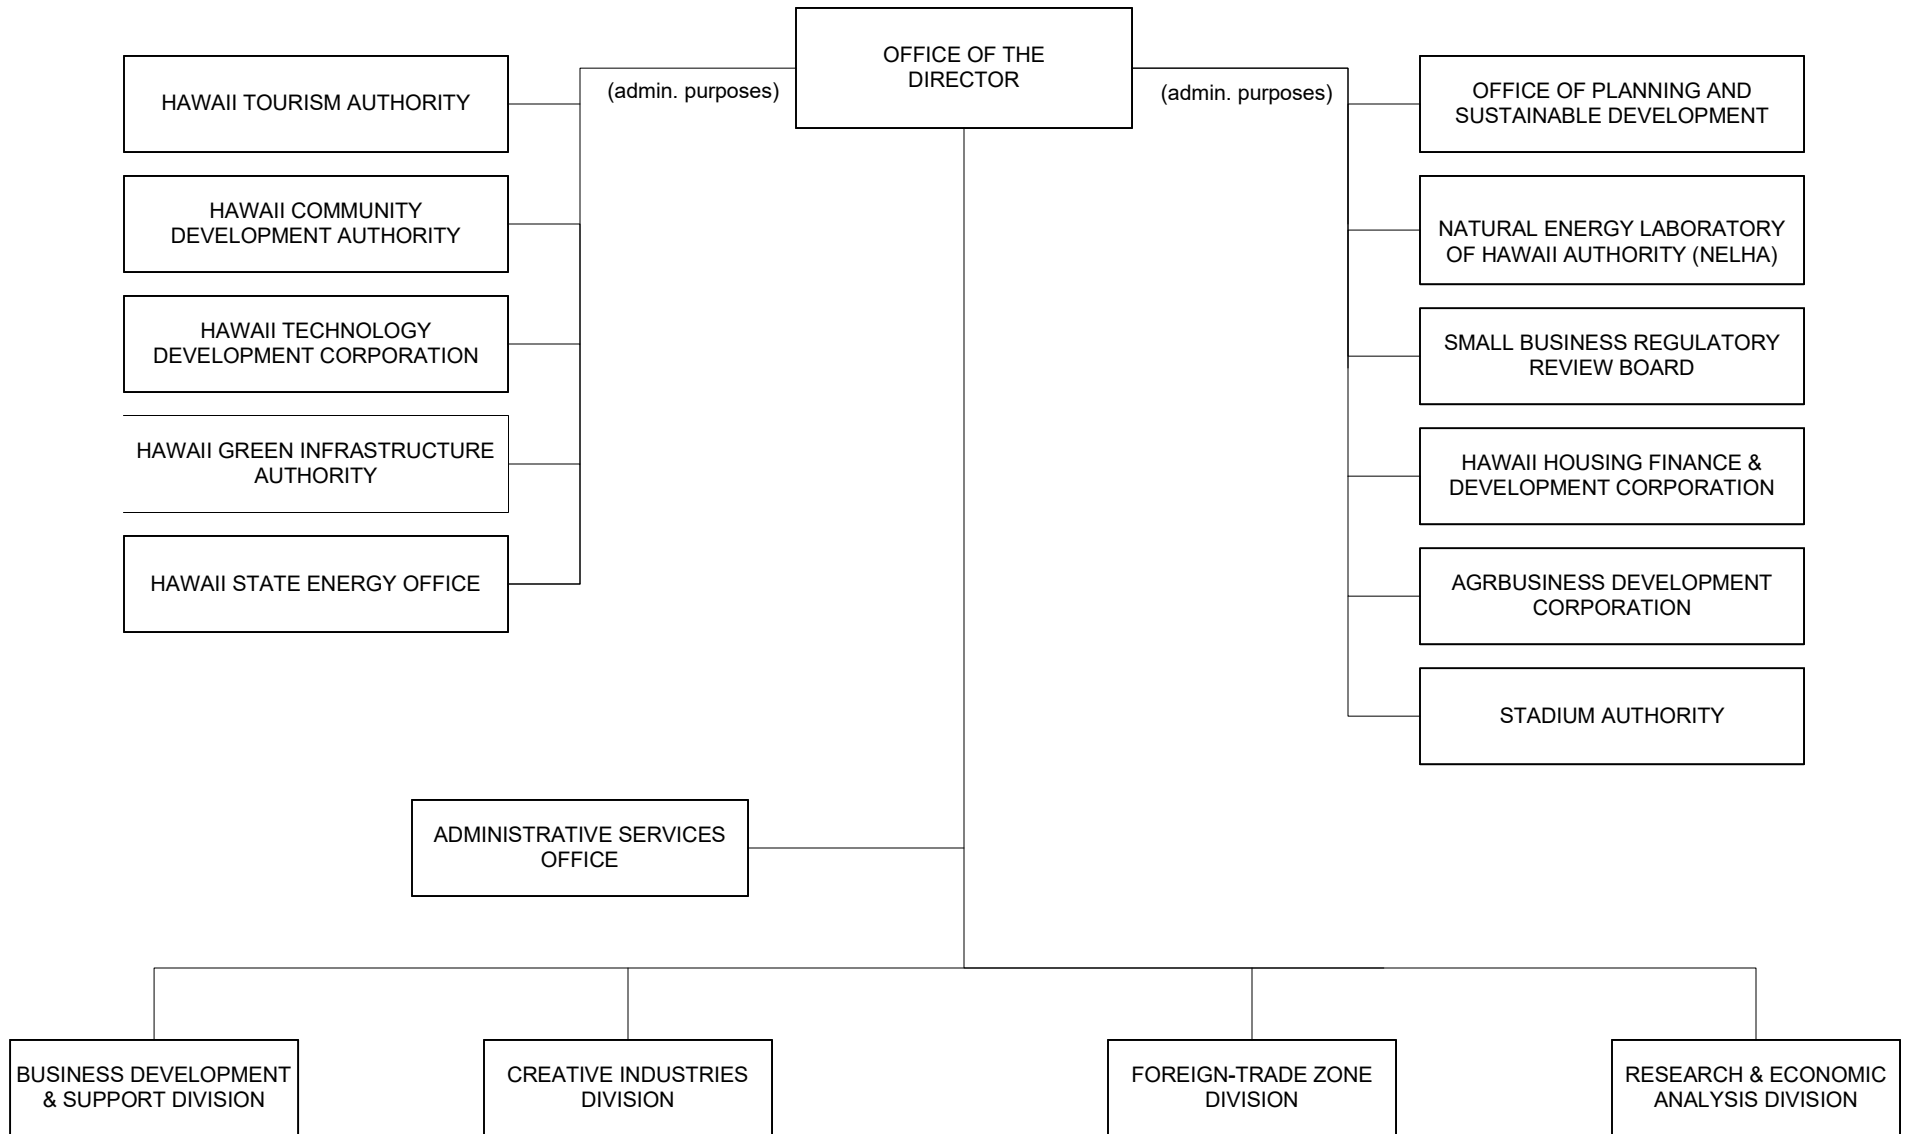 OFFICE OF THE
DIRECTOR
(admin. purposes)
(admin. purposes)
HAWAII TOURISM AUTHORITY
HAWAII COMMUNITY
DEVELOPMENT AUTHORITY
HAWAII TECHNOLOGY
DEVELOPMENT CORPORATION
HAWAII GREEN INFRASTRUCTURE
AUTHORITY
HAWAII STATE ENERGY OFFICE
OFFICE OF PLANNING AND
SUSTAINABLE DEVELOPMENT
NATURAL ENERGY LABORATORY
OF HAWAII AUTHORITY (NELHA)
SMALL BUSINESS REGULATORY
REVIEW BOARD
HAWAII HOUSING FINANCE &
DEVELOPMENT CORPORATION
AGRBUSINESS DEVELOPMENT
CORPORATION
STADIUM AUTHORITY
ADMINISTRATIVE SERVICES
OFFICE
BUSINESS DEVELOPMENT
& SUPPORT DIVISION
CREATIVE INDUSTRIES
DIVISION
FOREIGN-TRADE ZONE
DIVISION
RESEARCH & ECONOMIC
ANALYSIS DIVISION